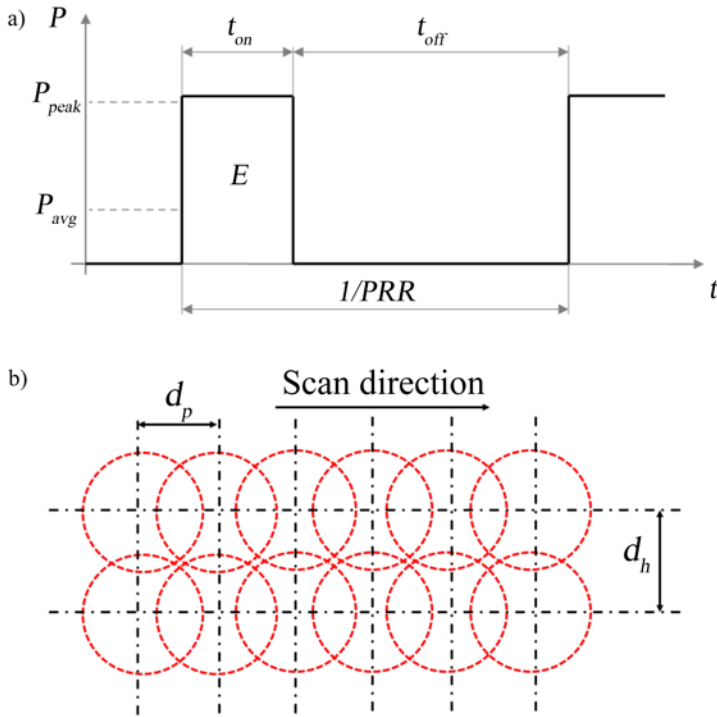 a)
P
t_on
t_off
P_peak
E
P_avg
1/PRR
t
b)
Scan direction
d_p
d_h